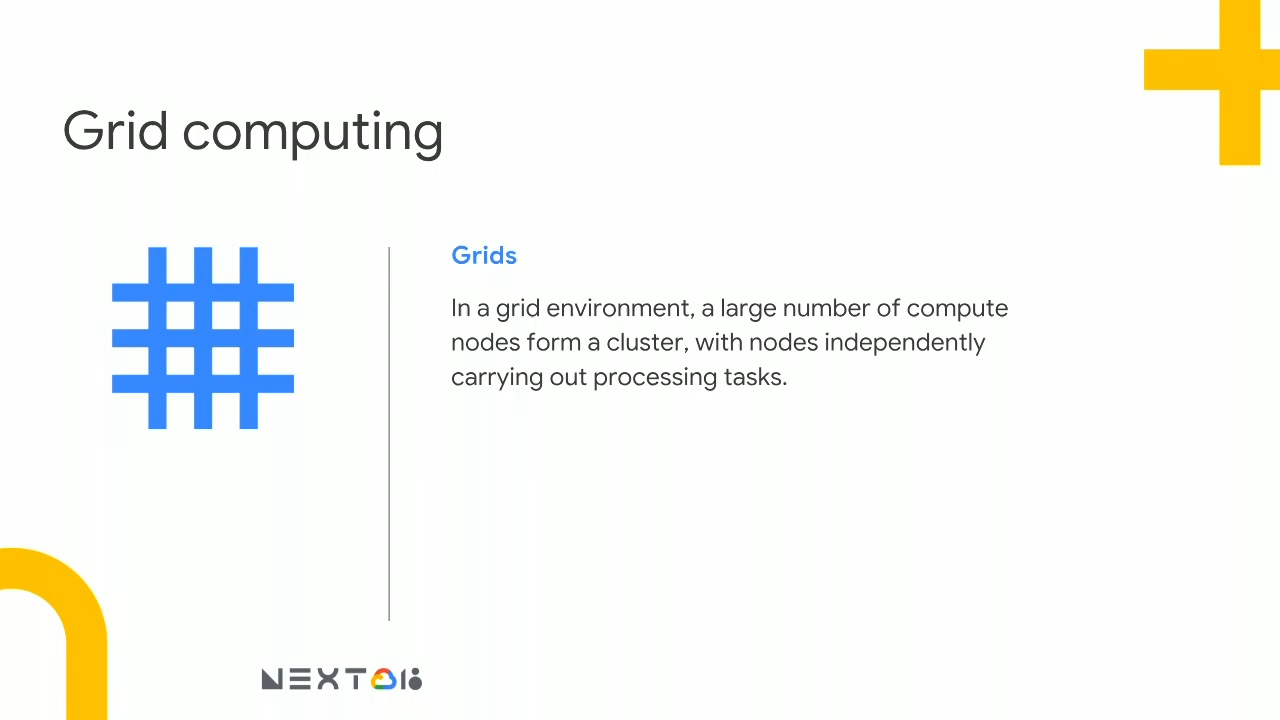 Grid computing
Grids
In a grid environment, a large number of compute
nodes form a cluster, with nodes independently
carrying out processing tasks.
NEXT 18